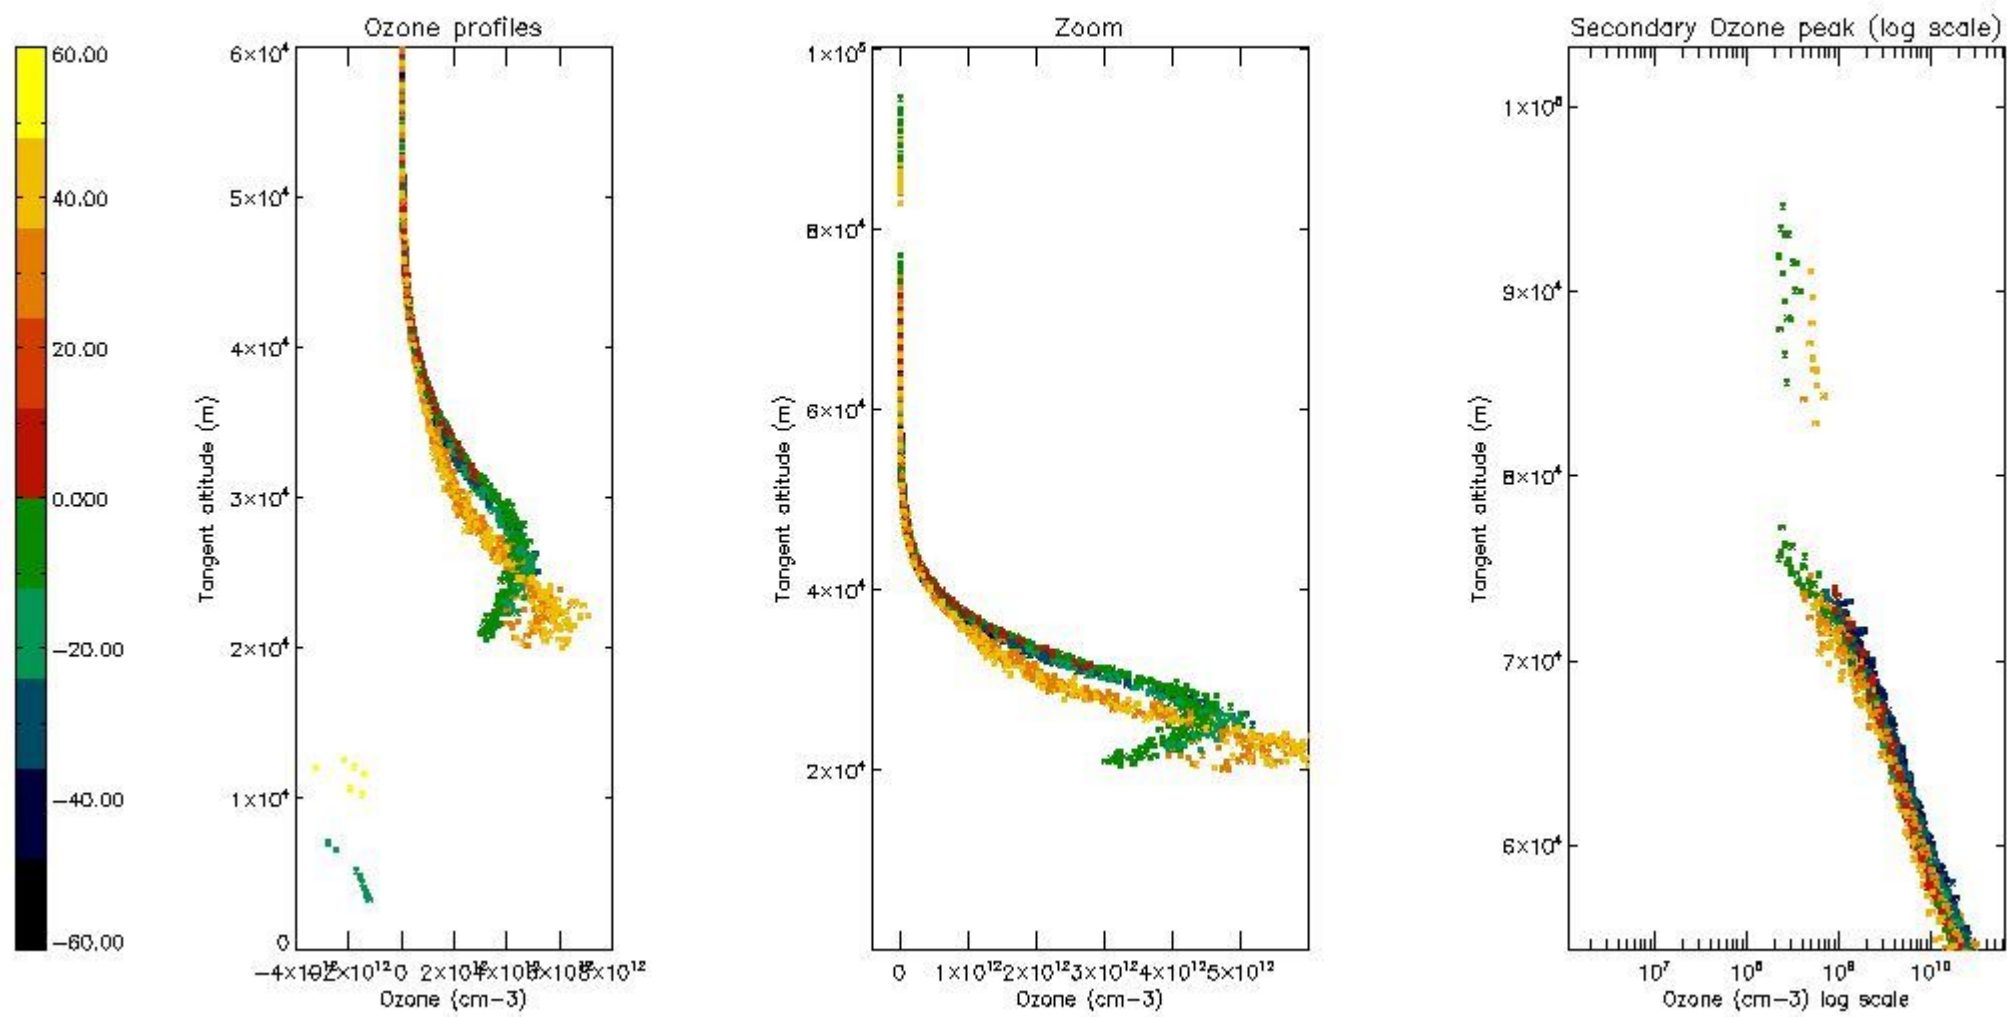 Ozone profiles
Zoom
Secondary Ozone peak (log scale)
60.00
40.00
20.00
0.000
−20.00
−40.00
−60.00
Tangent altitude (m)
6×10⁴
5×10⁴
4×10⁴
3×10⁴
2×10⁴
1×10⁴
0
0
Ozone (cm−3)
Tangent altitude (m)
1×10⁵
8×10⁴
6×10⁴
4×10⁴
2×10⁴
0 1×10¹² 2×10¹² 3×10¹² 4×10¹² 5×10¹²
Ozone (cm−3)
Tangent altitude (m)
9×10⁴
8×10⁴
7×10⁴
6×10⁴
10⁷ 10⁸ 10⁹ 10¹⁰
Ozone (cm−3) log scale